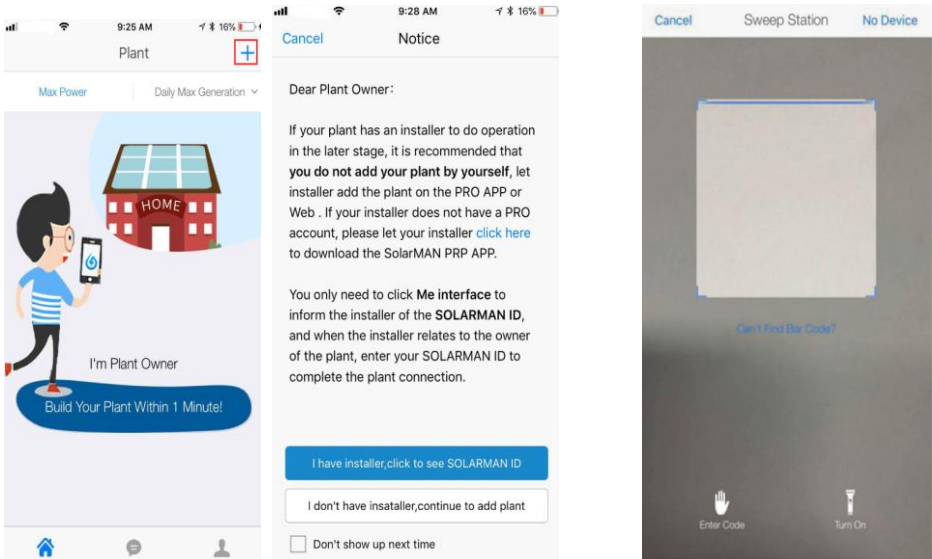 9:25 AM
16%
Plant
Max Power
Daily Max Generation
HOME
I'm Plant Owner
Build Your Plant Within 1 Minute!
9:28 AM
16%
Cancel
Notice
Dear Plant Owner:
If your plant has an installer to do operation
in the later stage, it is recommended that
you do not add your plant by yourself, let
installer add the plant on the PRO APP or
Web . If your installer does not have a PRO
account, please let your installer click here
to download the SolarMAN PRP APP.
You only need to click Me interface to
inform the installer of the SOLARMAN ID,
and when the installer relates to the owner
of the plant, enter your SOLARMAN ID to
complete the plant connection.
I have installer,click to see SOLARMAN ID
I don't have insataller,continue to add plant
Don't show up next time
Cancel
Sweep Station
No Device
Can't Find Bar Code?
Enter Code
Turn On